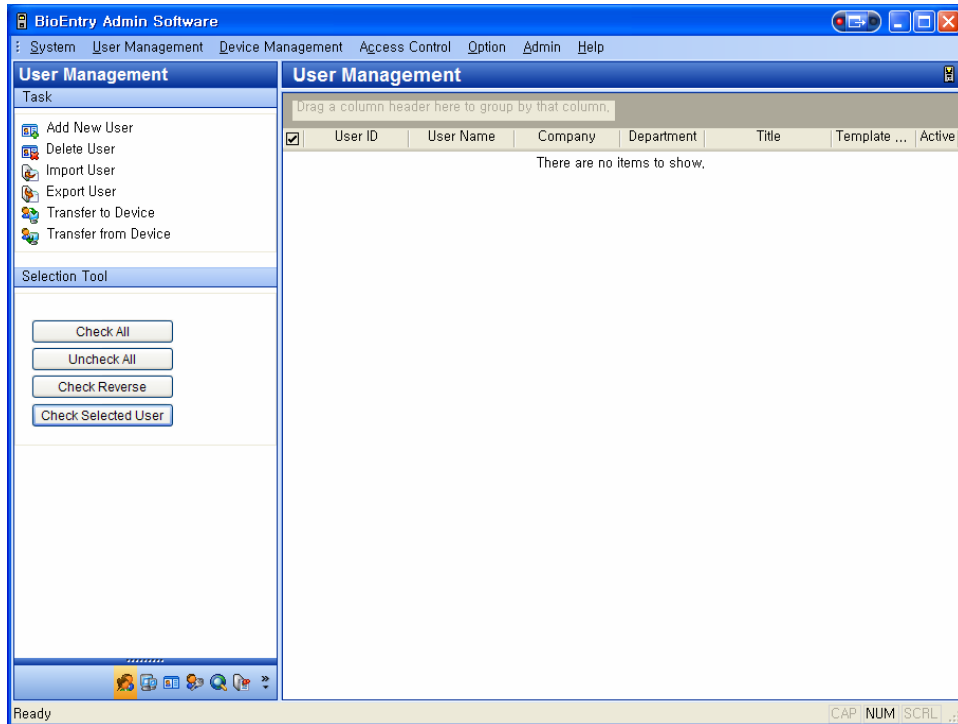 BioEntry Admin Software
System User Management Device Management Access Control Option Admin Help
User Management
Task
Add New User
Delete User
Import User
Export User
Transfer to Device
Transfer from Device
Selection Tool
Check All
Uncheck All
Check Reverse
Check Selected User
User Management
Drag a column header here to group by that column,
User ID User Name Company Department Title Template ... Active
There are no items to show,
Ready
CAP NUM SCRL